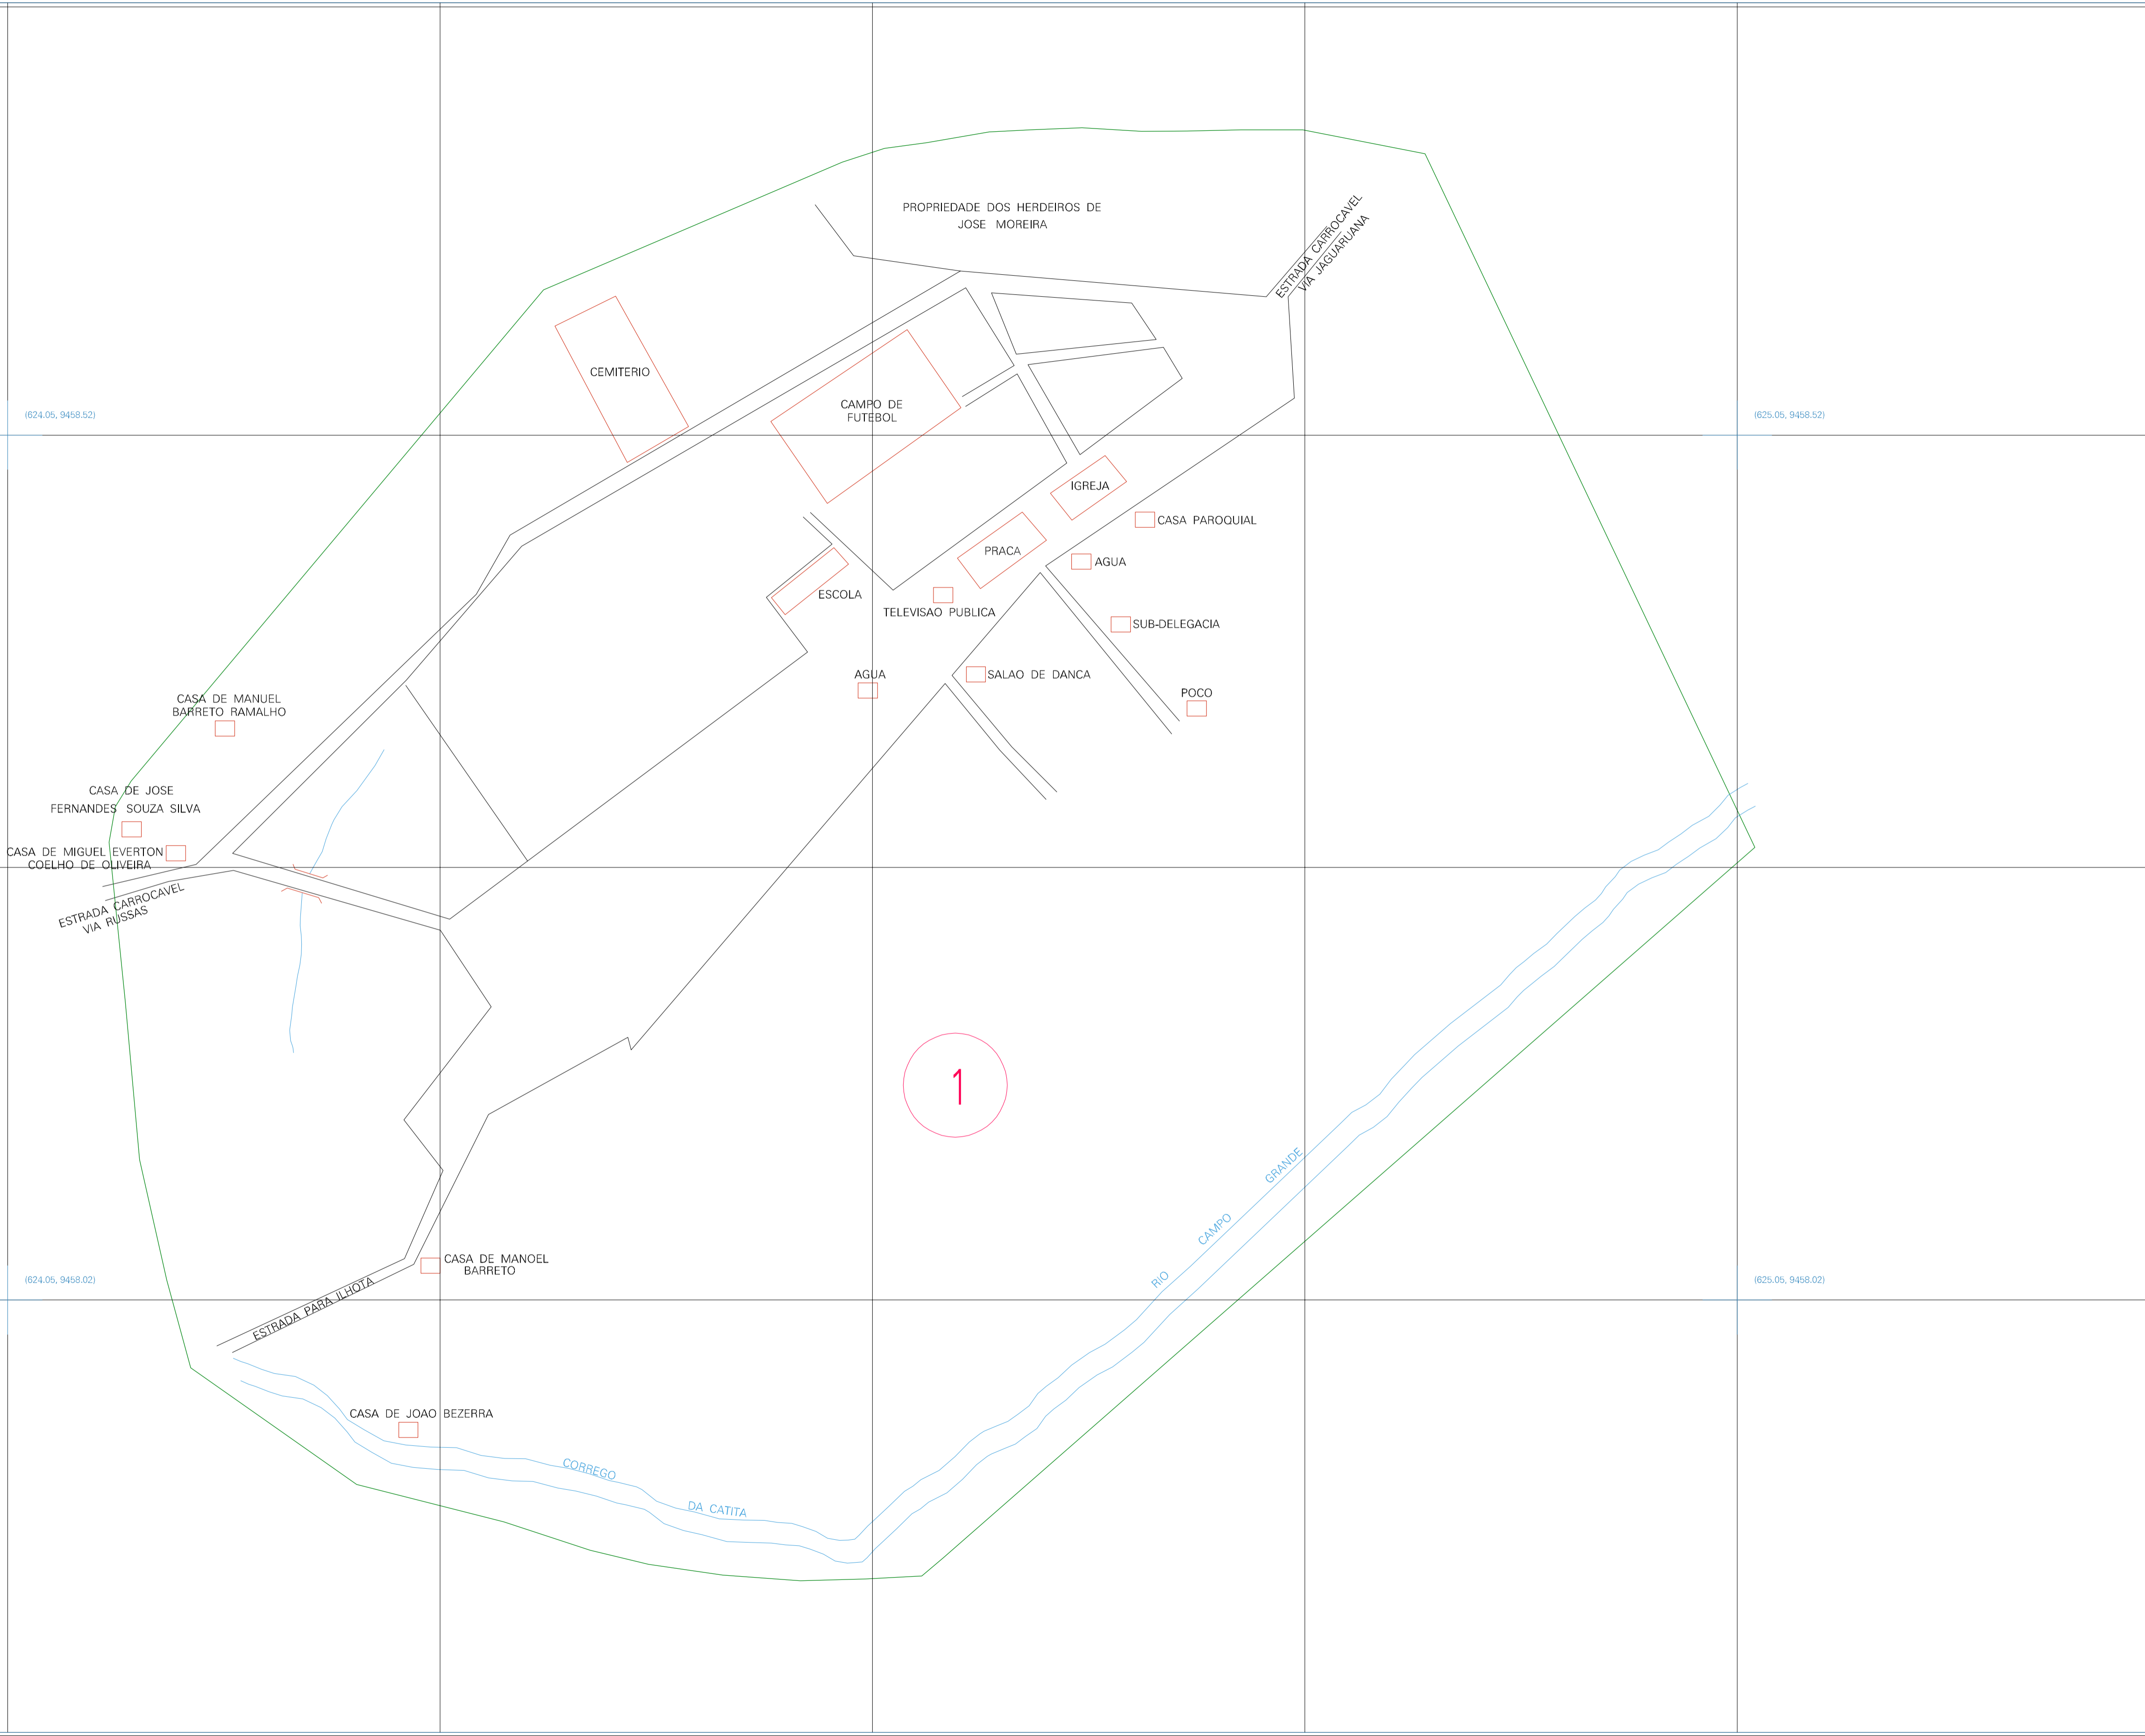 PROPRIEDADE DOS HERDEIROS DE
JOSE MOREIRA
ESTRADA CARROCAVEL
VIA JAGUARUANA
CEMITERIO
CAMPO DE
FUTEBOL
(624.05, 9458.52)
(625.05, 9458.52)
IGREJA
CASA PAROQUIAL
PRACA
AGUA
ESCOLA
TELEVISAO PUBLICA
SUB-DELEGACIA
AGUA
SALAO DE DANCA
POCO
CASA DE MANUEL
BARRETO RAMALHO
CASA DE JOSE
FERNANDES SOUZA SILVA
CASA DE MIGUEL EVERTON
COELHO DE OLIVEIRA
ESTRADA CARROCAVEL
VIA RUSSAS
1
RIO CAMPO GRANDE
CASA DE MANOEL
BARRETO
(624.05, 9458.02)
(625.05, 9458.02)
ESTRADA PARA ILHOTA
CASA DE JOAO BEZERRA
CORREGO DA CATITA